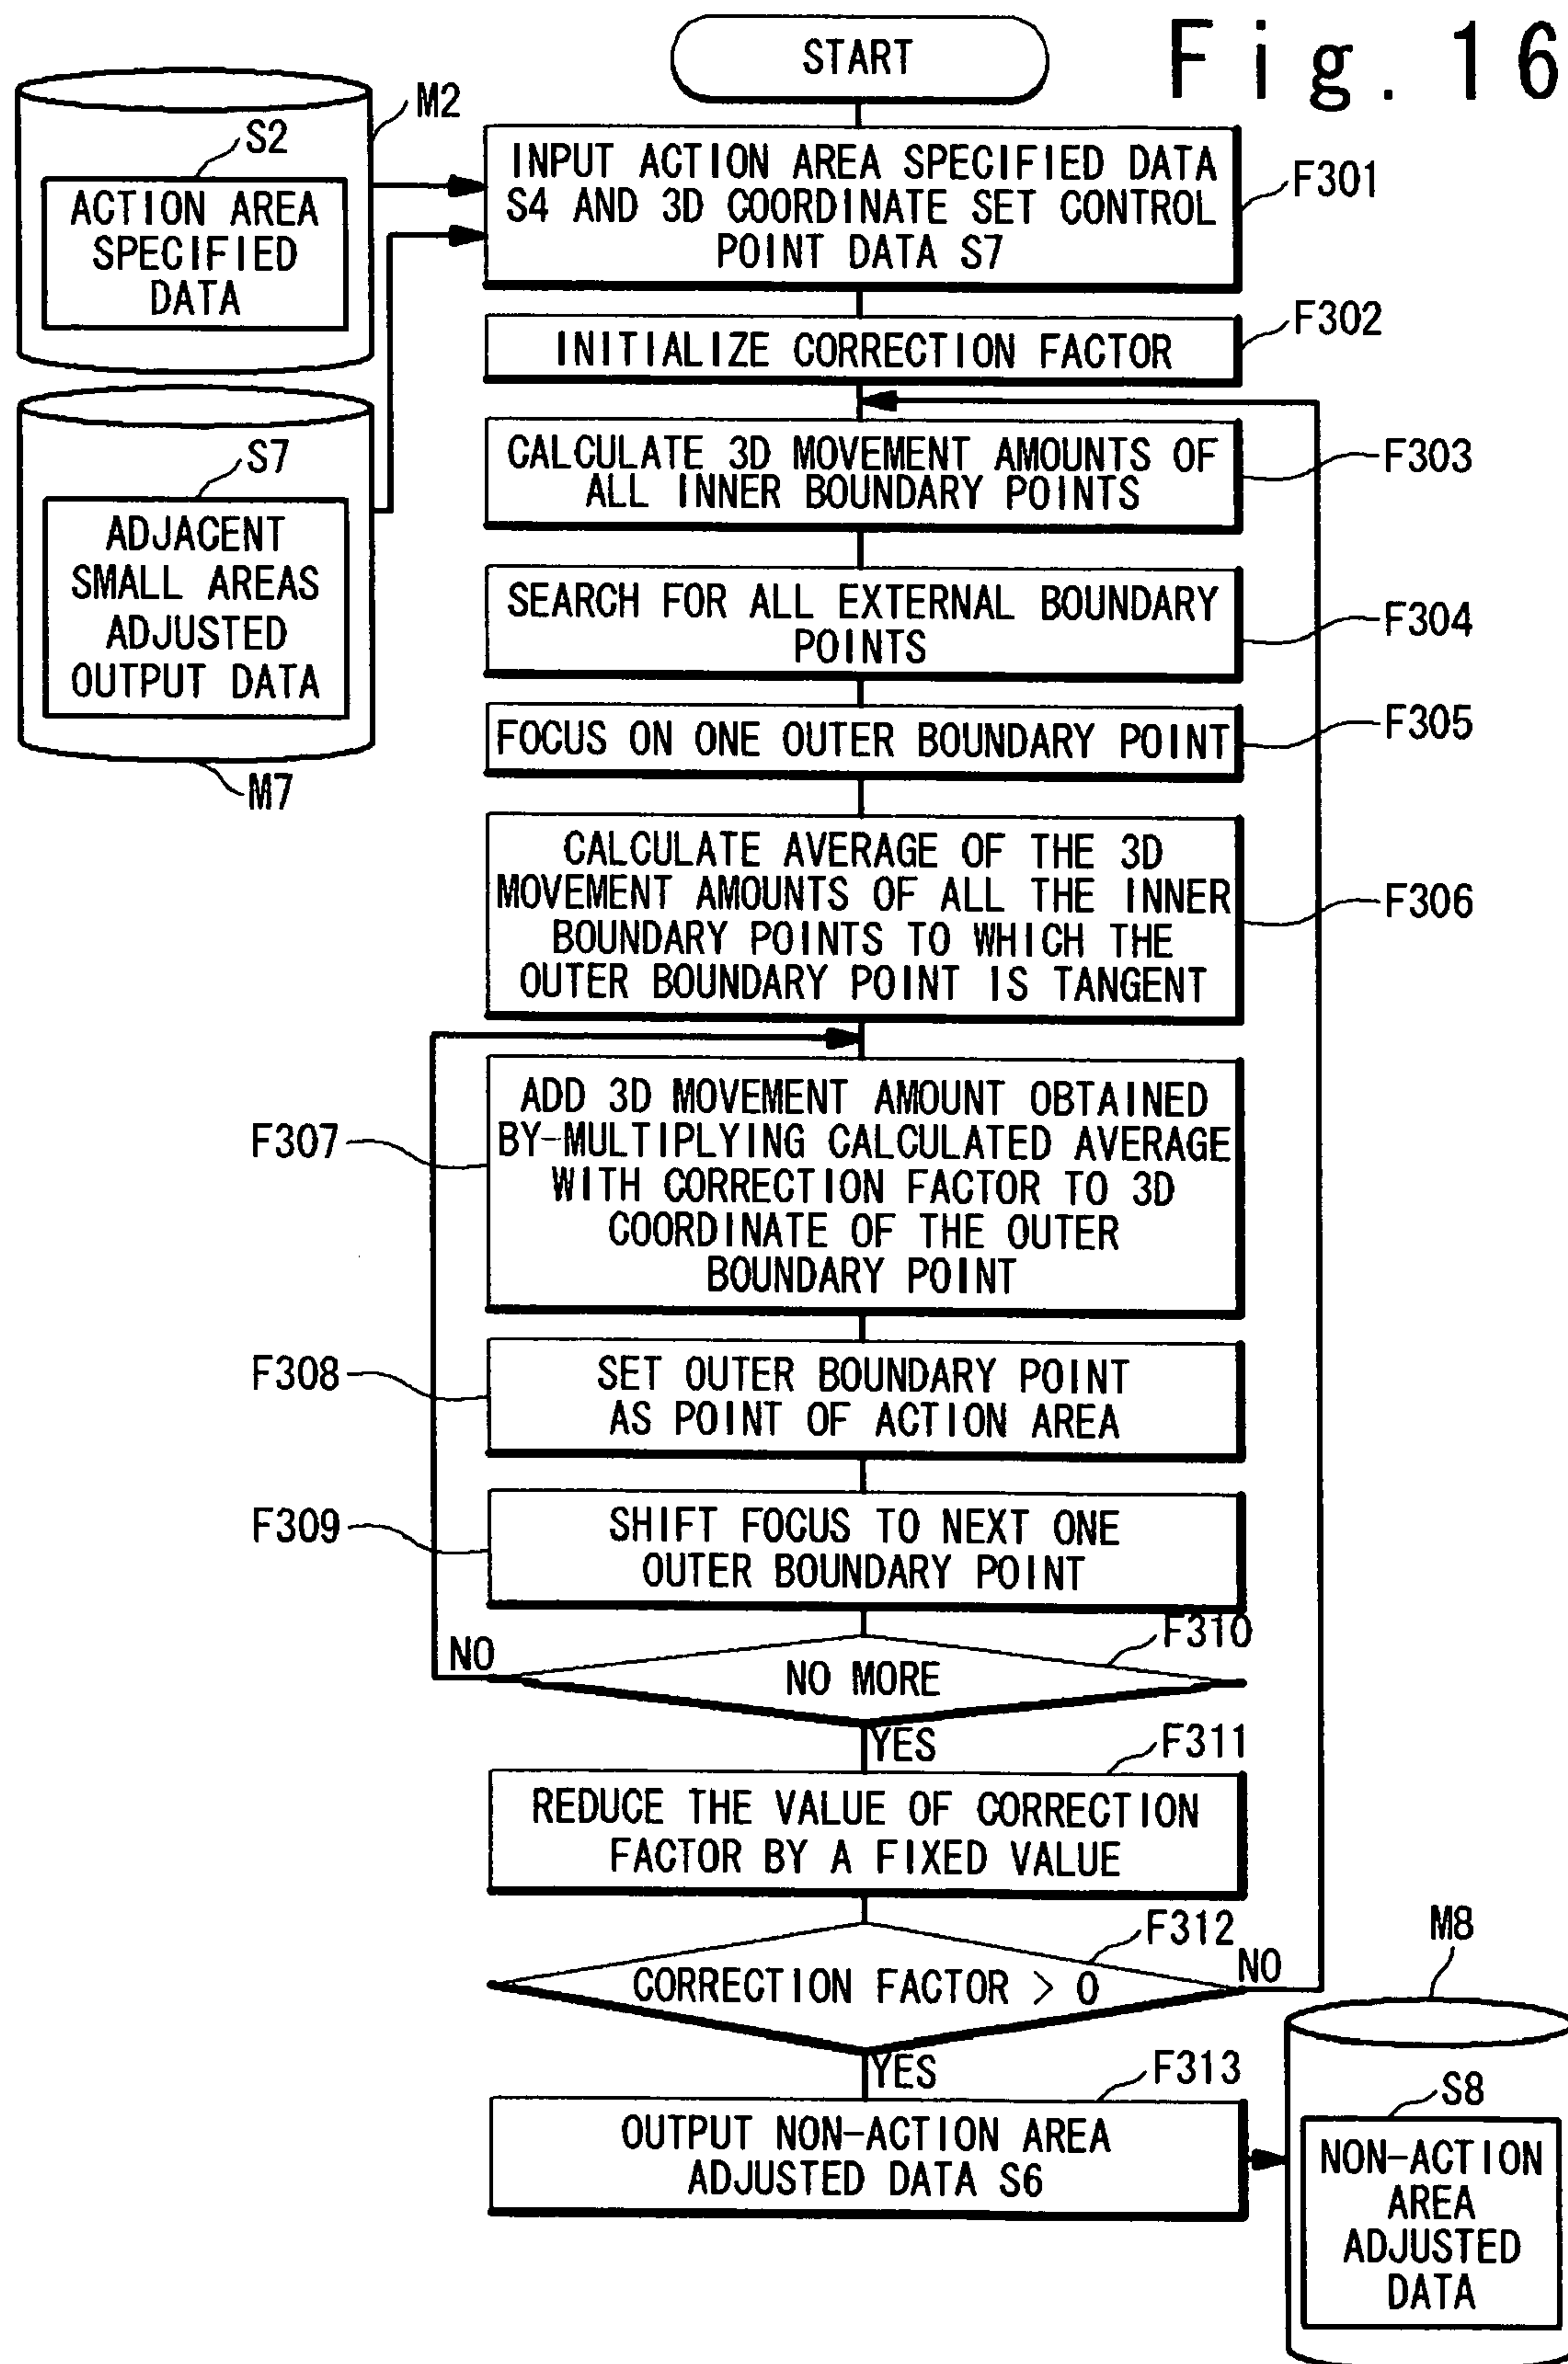 Fig. 16
START
M2
S2
ACTION AREA
SPECIFIED
DATA
INPUT ACTION AREA SPECIFIED DATA
S4 AND 3D COORDINATE SET CONTROL
POINT DATA S7
F301
INITIALIZE CORRECTION FACTOR
F302
S7
ADJACENT
SMALL AREAS
ADJUSTED
OUTPUT DATA
M7
CALCULATE 3D MOVEMENT AMOUNTS OF
ALL INNER BOUNDARY POINTS
F303
SEARCH FOR ALL EXTERNAL BOUNDARY
POINTS
F304
FOCUS ON ONE OUTER BOUNDARY POINT
F305
CALCULATE AVERAGE OF THE 3D
MOVEMENT AMOUNTS OF ALL THE INNER
BOUNDARY POINTS TO WHICH THE
OUTER BOUNDARY POINT IS TANGENT
F306
ADD 3D MOVEMENT AMOUNT OBTAINED
BY-MULTIPLYING CALCULATED AVERAGE
WITH CORRECTION FACTOR TO 3D
COORDINATE OF THE OUTER
BOUNDARY POINT
F307
SET OUTER BOUNDARY POINT
AS POINT OF ACTION AREA
F308
SHIFT FOCUS TO NEXT ONE
OUTER BOUNDARY POINT
F309
F310
NO
NO MORE
YES
F311
REDUCE THE VALUE OF CORRECTION
FACTOR BY A FIXED VALUE
F312
CORRECTION FACTOR > 0
NO
YES
F313
OUTPUT NON-ACTION AREA
ADJUSTED DATA S6
M8
S8
NON-ACTION
AREA
ADJUSTED
DATA